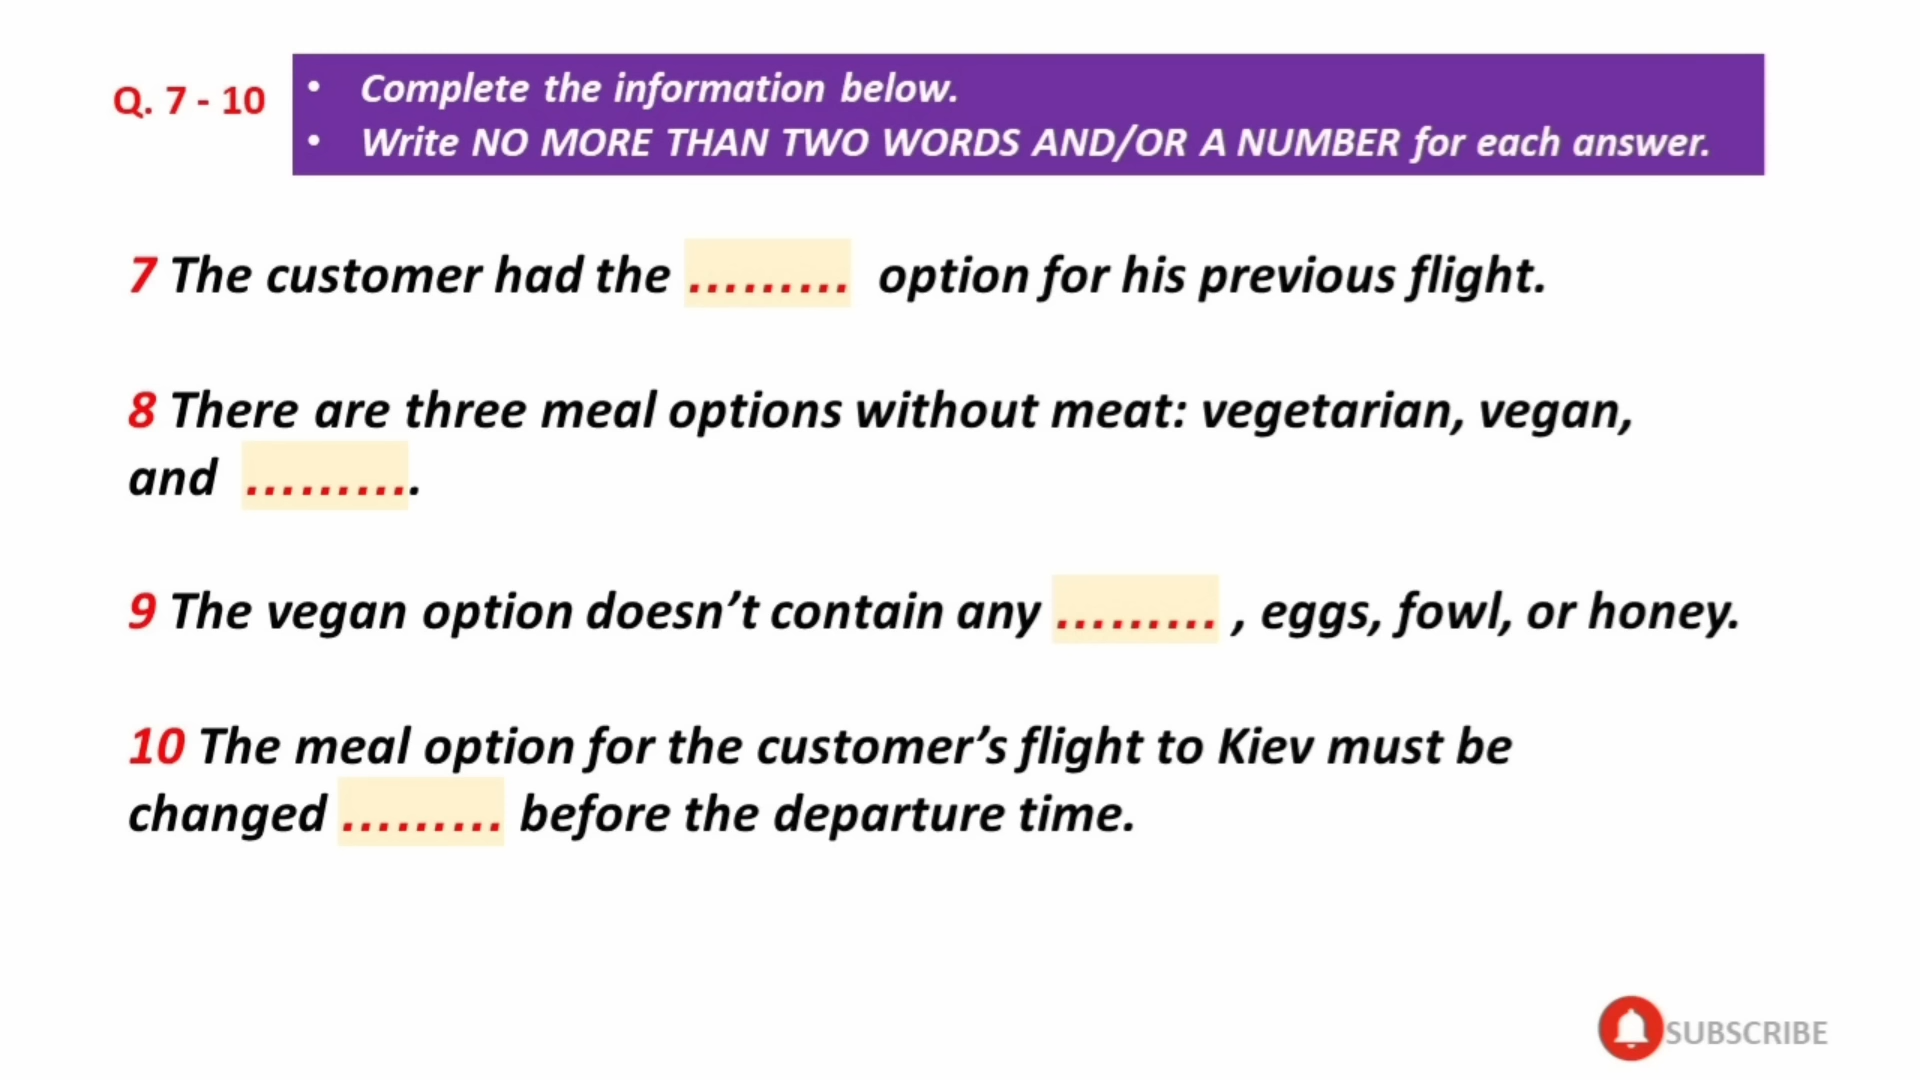 Q. 7 - 10
• Complete the information below.
• Write NO MORE THAN TWO WORDS AND/OR A NUMBER for each answer.
7 The customer had the ......... option for his previous flight.
8 There are three meal options without meat: vegetarian, vegan,
and ..........
9 The vegan option doesn’t contain any ......... , eggs, fowl, or honey.
10 The meal option for the customer’s flight to Kiev must be
changed ......... before the departure time.
SUBSCRIBE